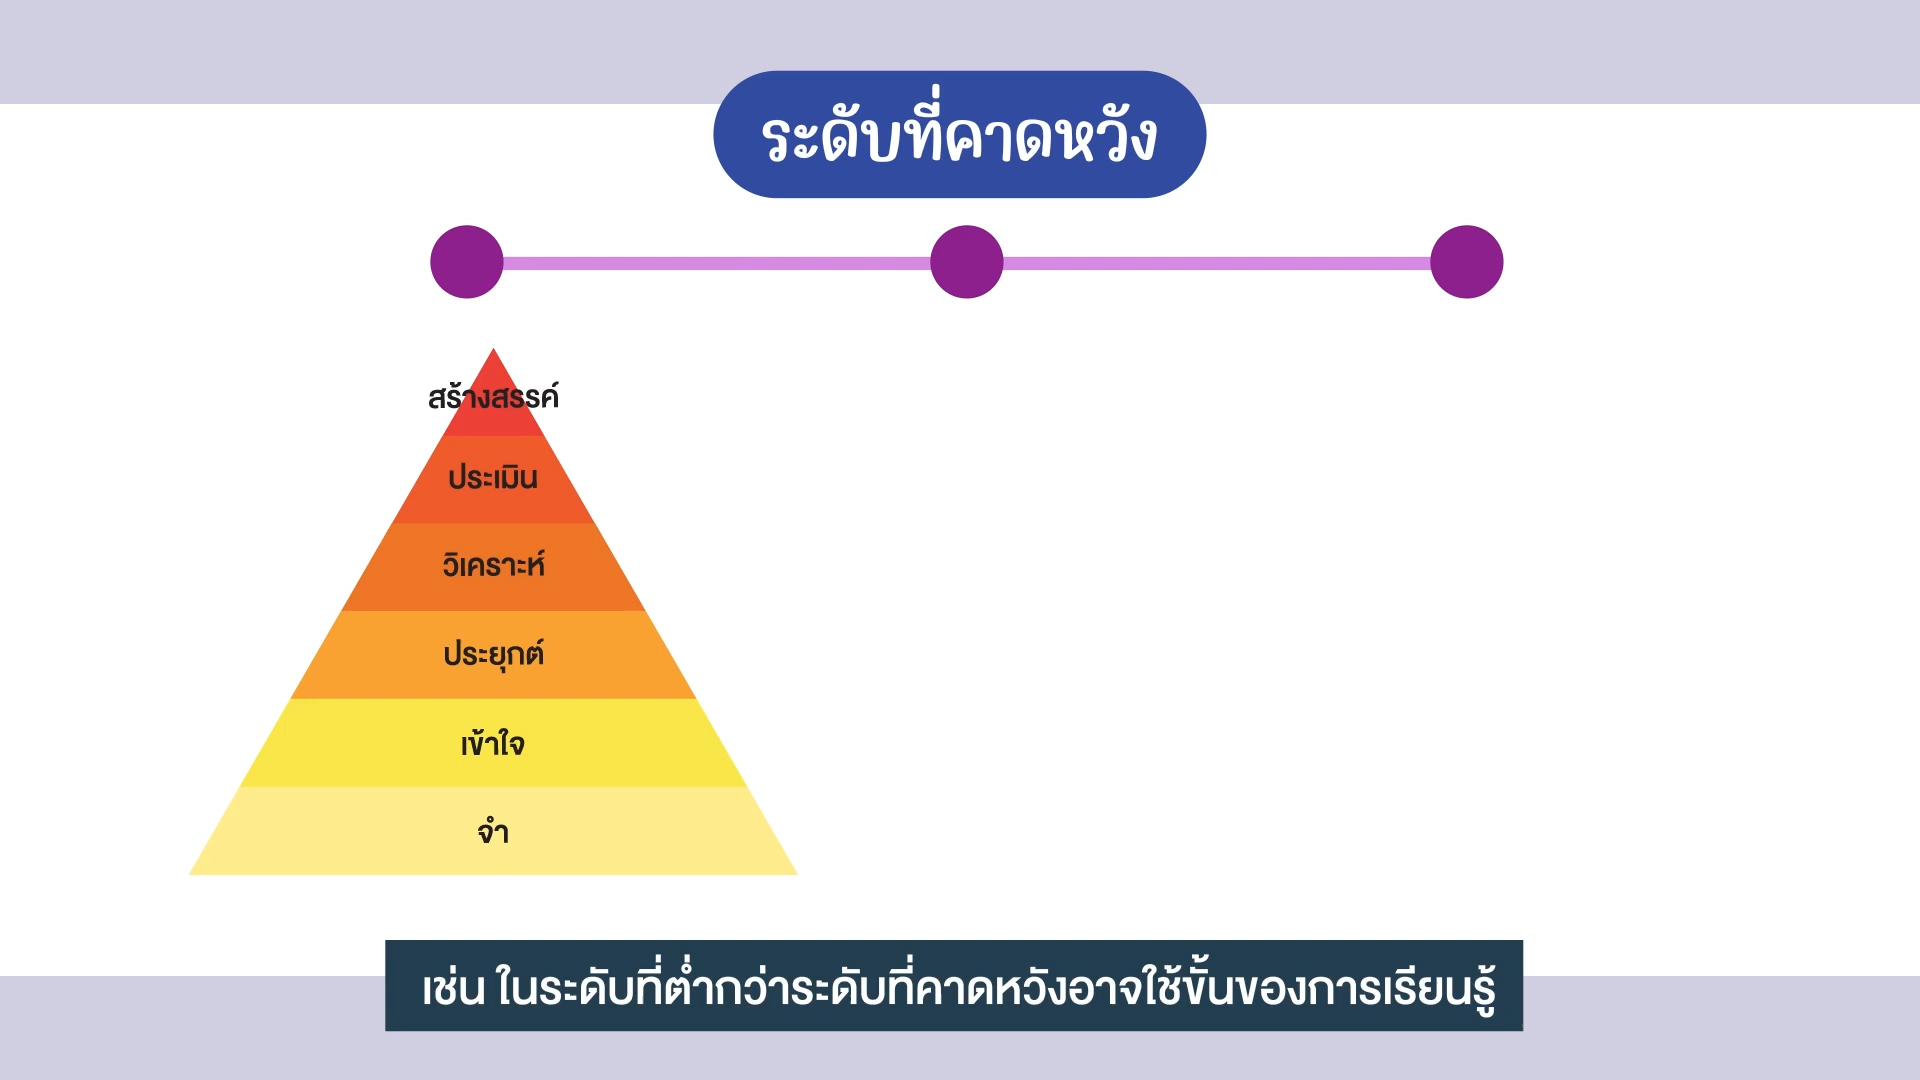 ระดับที่คาดหวัง
สร้างสรรค์
ประเมิน
วิเคราะห์
ประยุกต์
เข้าใจ
จำ
เช่น ในระดับที่ต่ำกว่าระดับที่คาดหวังอาจใช้ขั้นของการเรียนรู้